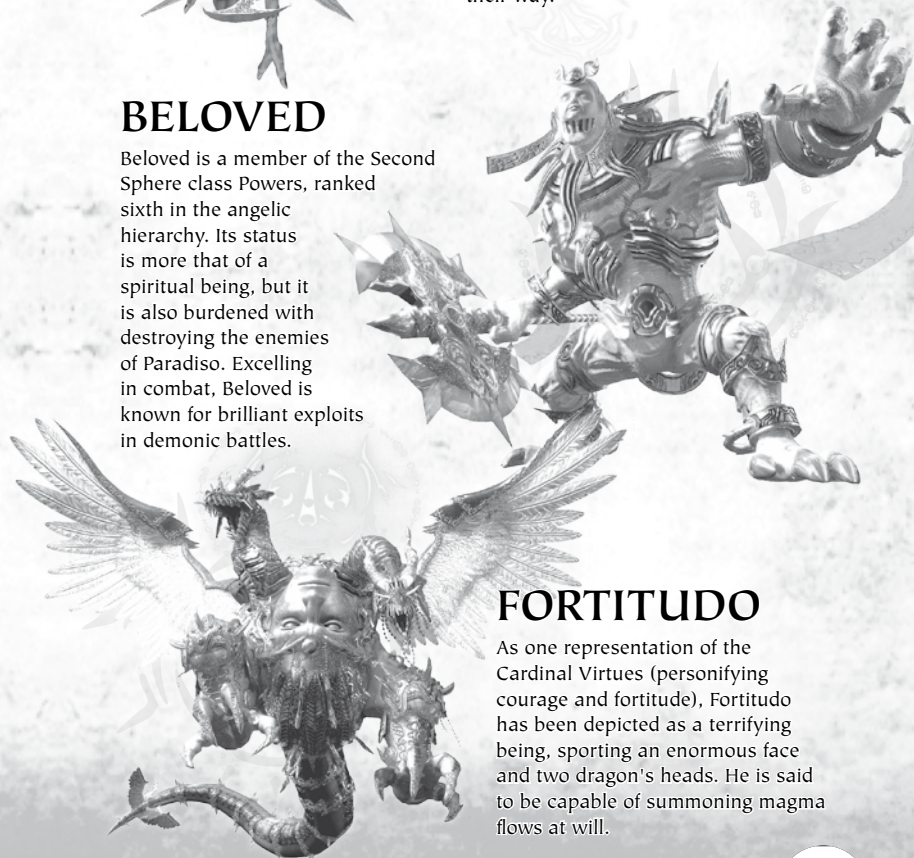 their way.
BELOVED
Beloved is a member of the Second
Sphere class Powers, ranked
sixth in the angelic
hierarchy. Its status
is more that of a
spiritual being, but it
is also burdened with
destroying the enemies
of Paradiso. Excelling
in combat, Beloved is
known for brilliant exploits
in demonic battles.
FORTITUDO
As one representation of the
Cardinal Virtues (personifying
courage and fortitude), Fortitudo
has been depicted as a terrifying
being, sporting an enormous face
and two dragon's heads. He is said
to be capable of summoning magma
flows at will.